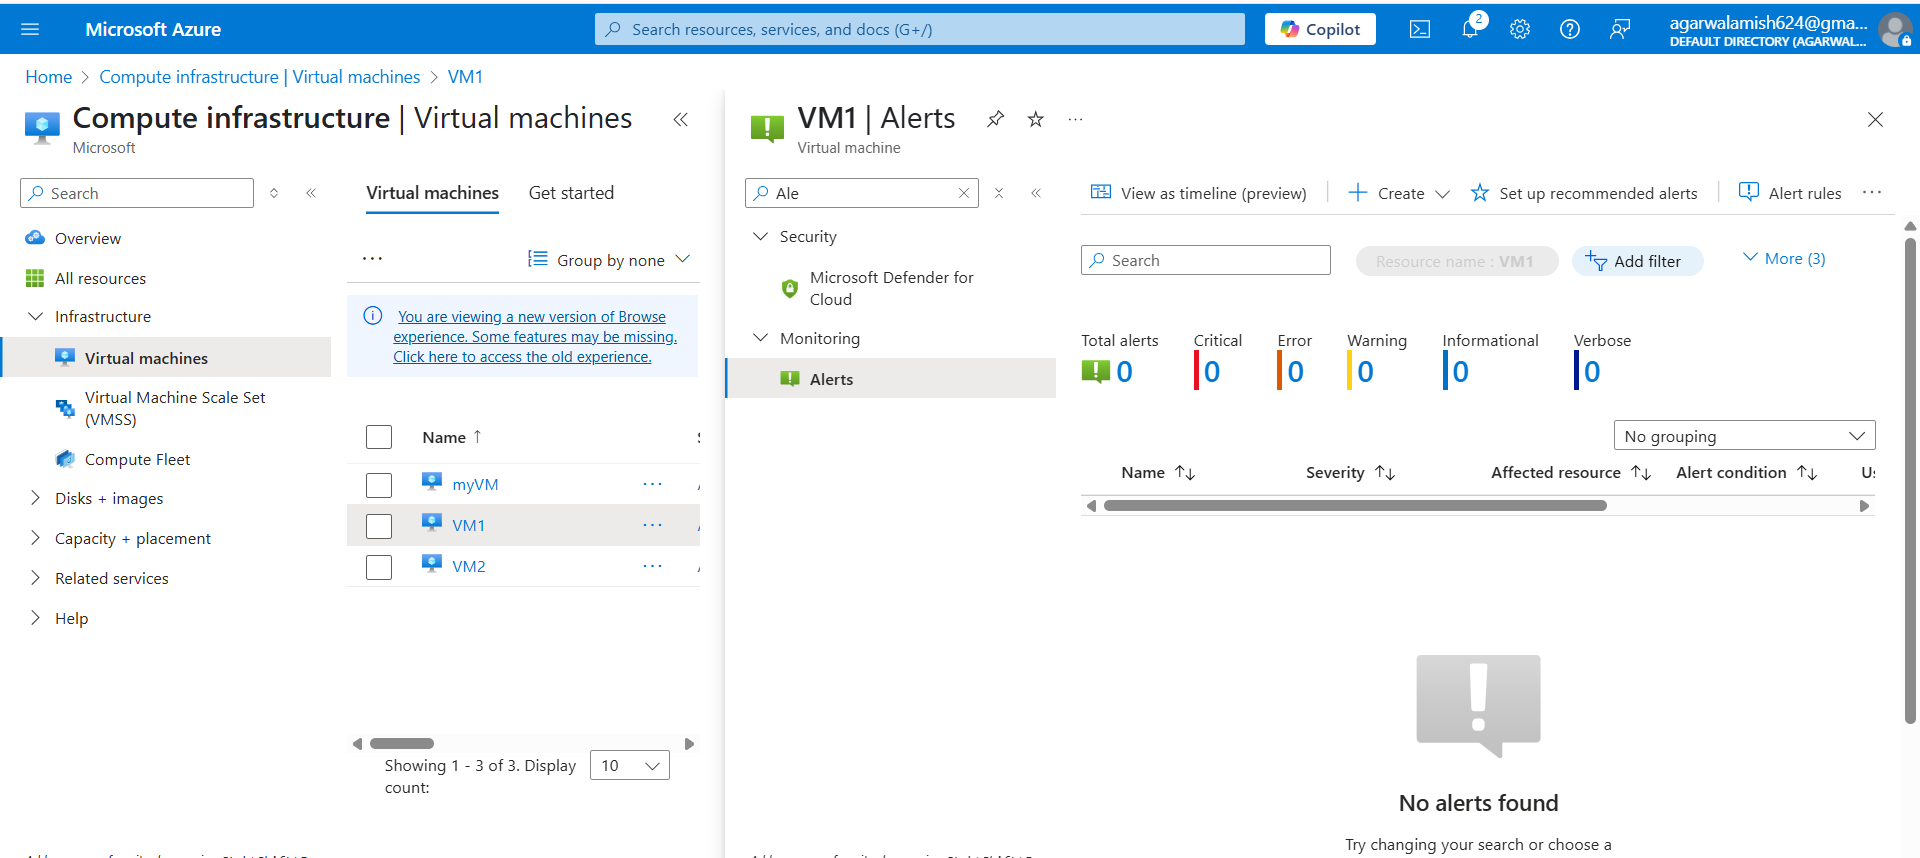 Microsoft Azure
Search resources, services, and docs (G+/)
Copilot
2
agarwalamish624@gma...
DEFAULT DIRECTORY (AGARWAL...
Home > Compute infrastructure | Virtual machines > VM1
Compute infrastructure | Virtual machines
Microsoft
Search
Overview
All resources
Infrastructure
Virtual machines
Virtual Machine Scale Set
(VMSS)
Compute Fleet
Disks + images
Capacity + placement
Related services
Help
Virtual machines
Get started
Group by none
You are viewing a new version of Browse
experience. Some features may be missing.
Click here to access the old experience.
Name ↑
myVM
VM1
VM2
Showing 1 - 3 of 3. Display
count:
10
VM1 | Alerts
Virtual machine
Ale
Security
Microsoft Defender for
Cloud
Monitoring
Alerts
View as timeline (preview)
Create
Set up recommended alerts
Alert rules
Search
Resource name : VM1
Add filter
More (3)
Total alerts
0
Critical
0
Error
0
Warning
0
Informational
0
Verbose
0
No grouping
Name ↑↓
Severity ↑↓
Affected resource ↑↓
Alert condition ↑↓
No alerts found
Try changing your search or choose a